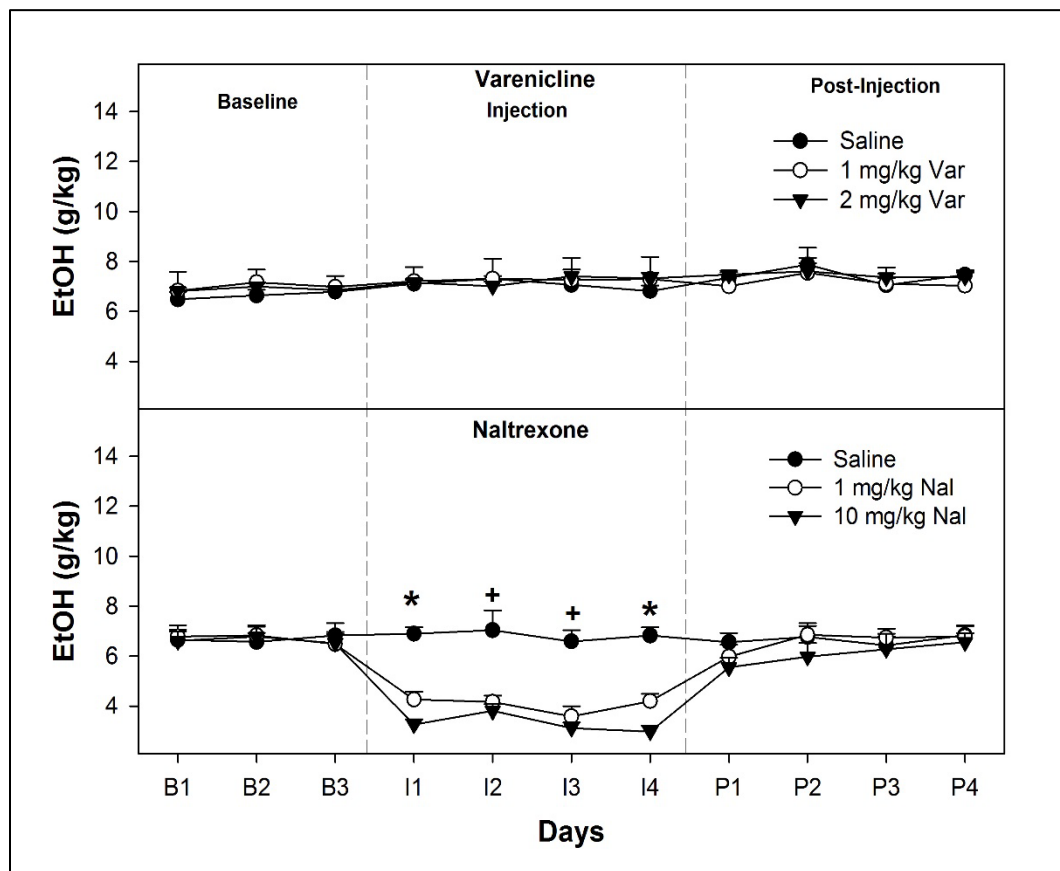 Varenicline
Baseline
Injection
Post-Injection
EtOH (g/kg)
14
12
10
8
6
4
Saline
1 mg/kg Var
2 mg/kg Var
Naltrexone
EtOH (g/kg)
14
12
10
8
6
4
Saline
1 mg/kg Nal
10 mg/kg Nal
* + + *
B1 B2 B3 I1 I2 I3 I4 P1 P2 P3 P4
Days